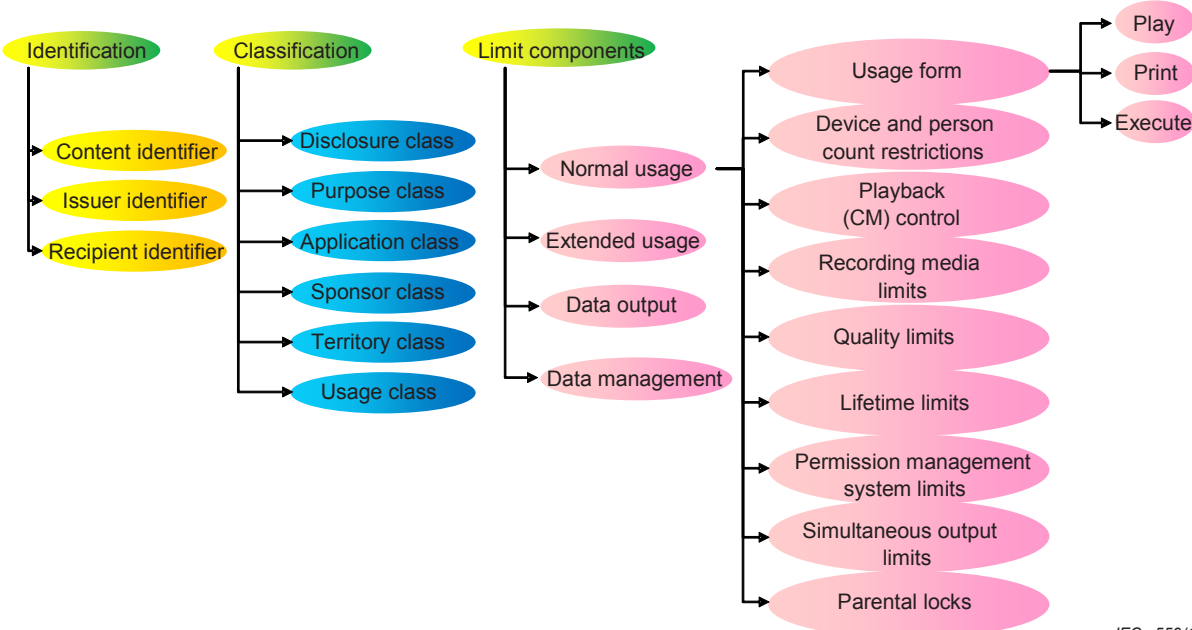 Identification
Content identifier
Issuer identifier
Recipient identifier
Classification
Disclosure class
Purpose class
Application class
Sponsor class
Territory class
Usage class
Limit components
Normal usage
Extended usage
Data output
Data management
Usage form
Device and person
count restrictions
Playback
(CM) control
Recording media
limits
Quality limits
Lifetime limits
Permission management
system limits
Simultaneous output
limits
Parental locks
Play
Print
Execute